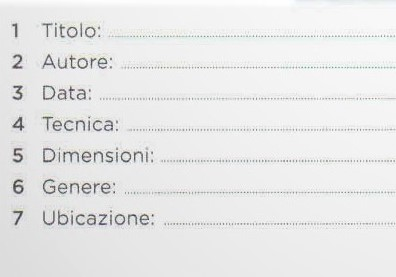 1 Titolo: ........................................
2 Autore: ........................................
3 Data: ........................................
4 Tecnica: ........................................
5 Dimensioni: ........................................
6 Genere: ........................................
7 Ubicazione: ........................................